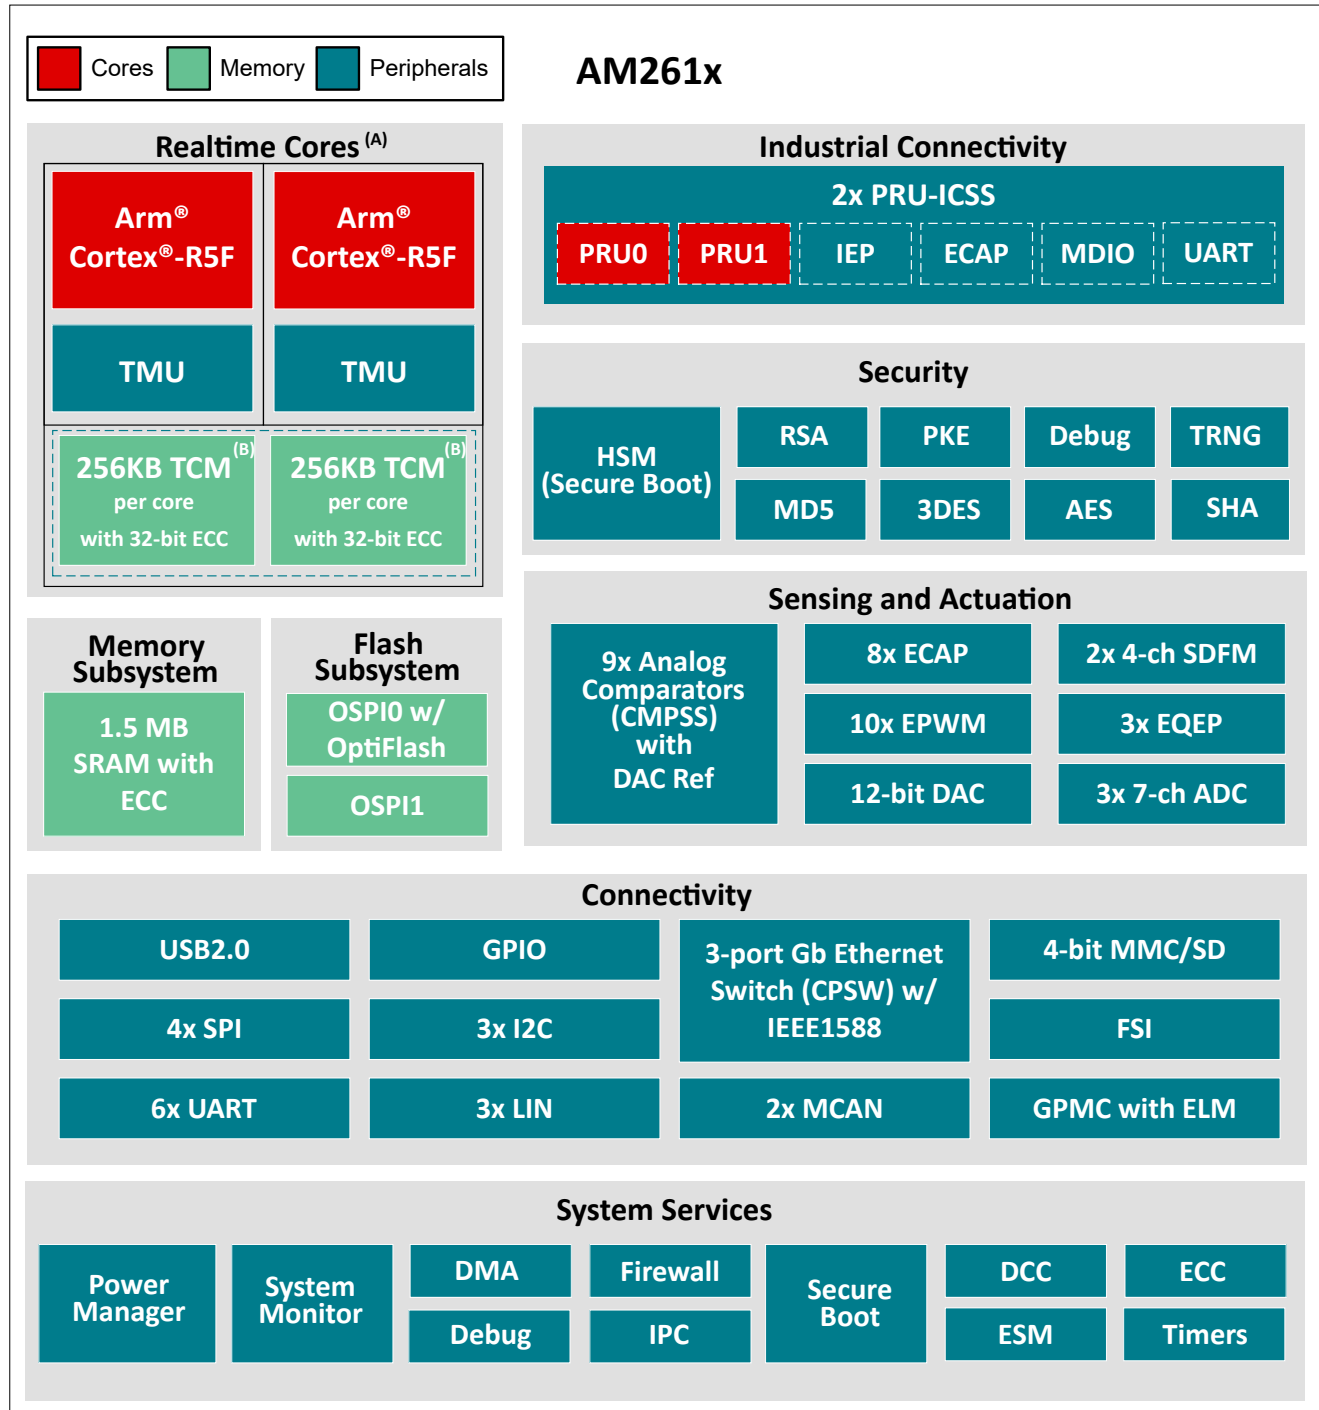 Cores
Memory
Peripherals
AM261x
Realtime Cores (A)
Arm®
Cortex®-R5F
Arm®
Cortex®-R5F
TMU
TMU
256KB TCM(B)
per core
with 32-bit ECC
256KB TCM(B)
per core
with 32-bit ECC
Industrial Connectivity
2x PRU-ICSS
PRU0
PRU1
IEP
ECAP
MDIO
UART
Security
HSM
(Secure Boot)
RSA
PKE
Debug
TRNG
MD5
3DES
AES
SHA
Memory
Subsystem
1.5 MB
SRAM with
ECC
Flash
Subsystem
OSPI0 w/
OptiFlash
OSPI1
Sensing and Actuation
9x Analog
Comparators
(CMPSS)
with
DAC Ref
8x ECAP
2x 4-ch SDFM
10x EPWM
3x EQEP
12-bit DAC
3x 7-ch ADC
Connectivity
USB2.0
GPIO
3-port Gb Ethernet
Switch (CPSW) w/
IEEE1588
4-bit MMC/SD
4x SPI
3x I2C
FSI
6x UART
3x LIN
2x MCAN
GPMC with ELM
System Services
Power
Manager
System
Monitor
DMA
Firewall
Secure
Boot
DCC
ECC
Debug
IPC
ESM
Timers